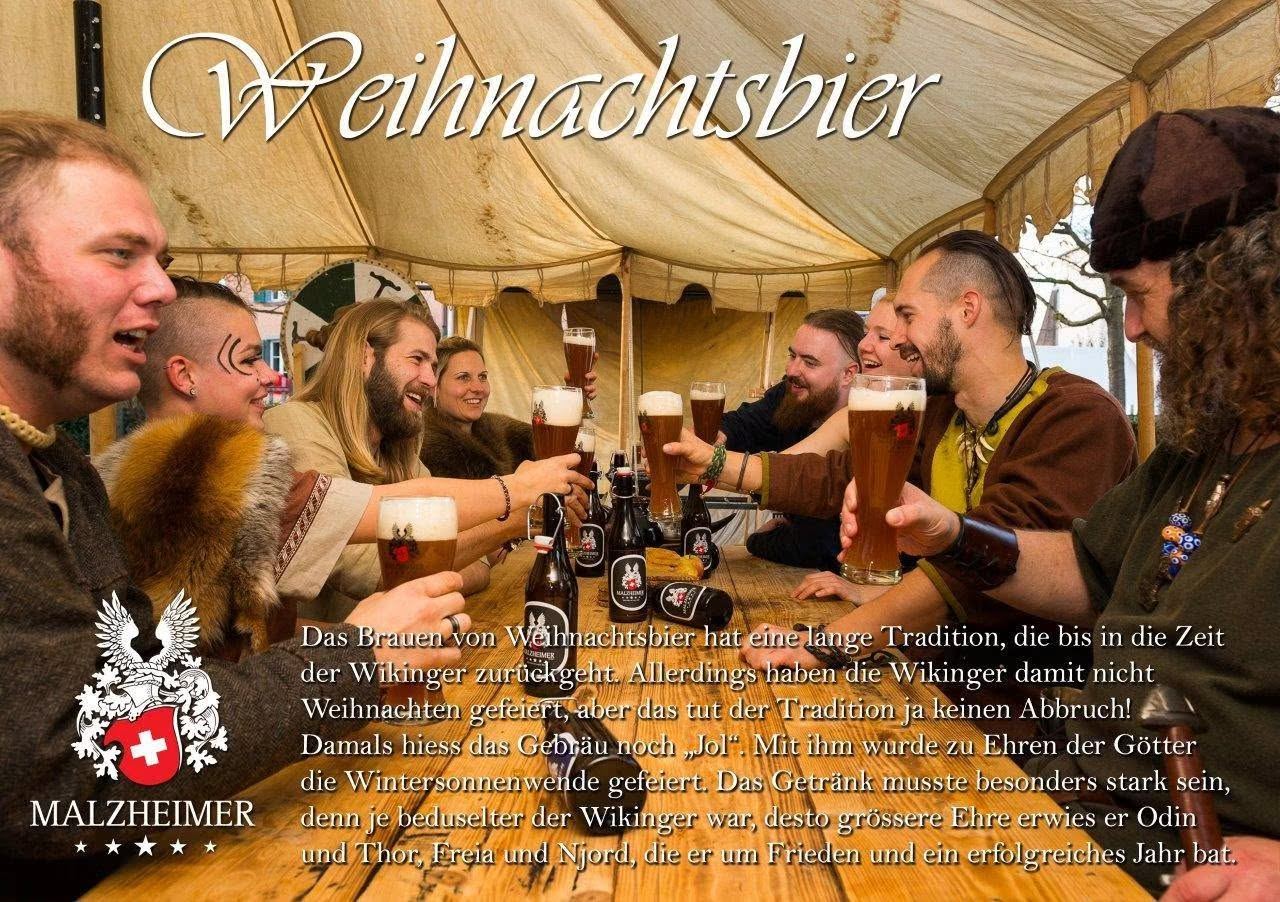 Weihnachtsbier
Das Brauen von Weihnachtsbier hat eine lange Tradition, die bis in die Zeit
der Wikinger zurückgeht. Allerdings haben die Wikinger damit nicht
Weihnachten gefeiert, aber das tut der Tradition ja keinen Abbruch!
Damals hiess das Gebräu noch „Jol“. Mit ihm wurde zu Ehren der Götter
die Wintersonnenwende gefeiert. Das Getränk musste besonders stark sein,
denn je beduselter der Wikinger war, desto grössere Ehre erwies er Odin
und Thor, Freia und Njord, die er um Frieden und ein erfolgreiches Jahr bat.
MALZHEIMER
MALZHEIMER
MALZHEIMER